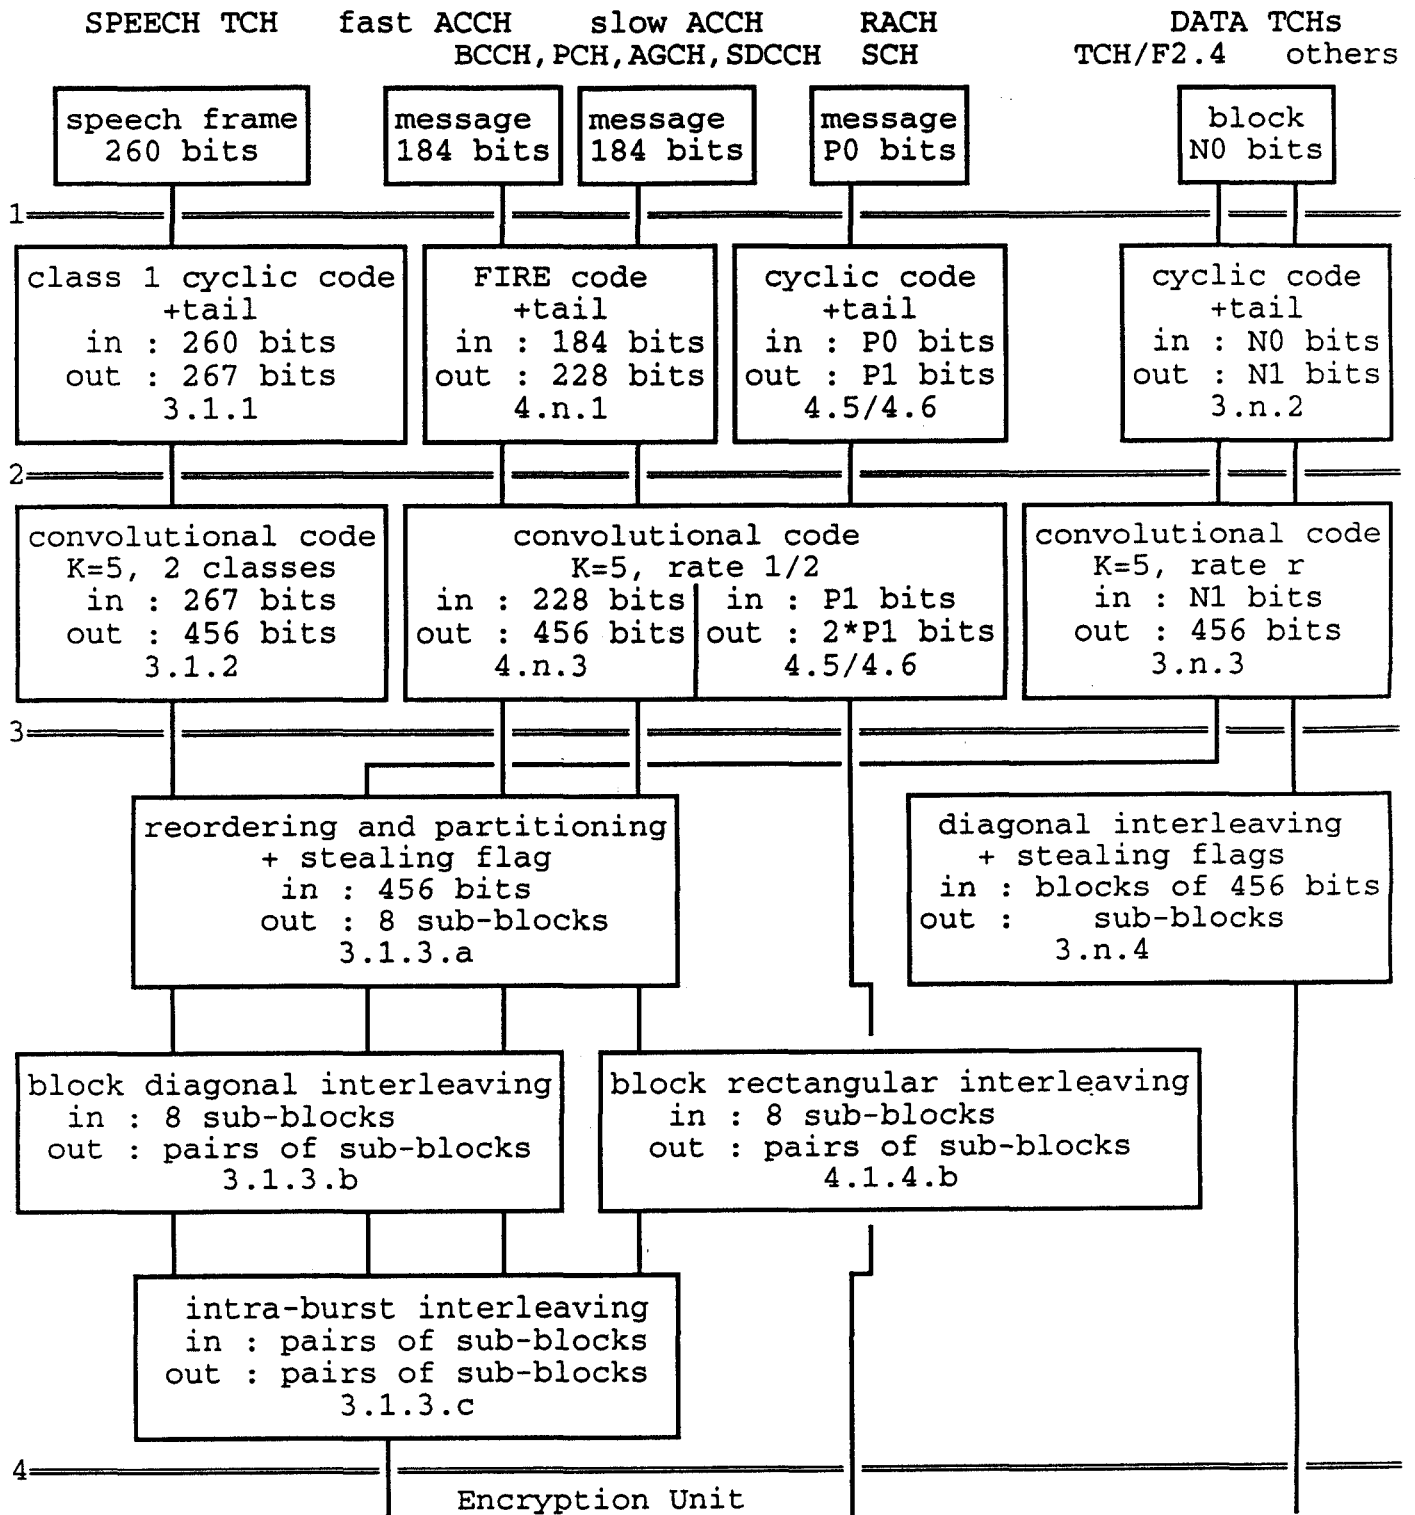 SPEECH TCH fast ACCH slow ACCH RACH DATA TCHs
BCCH,PCH,AGCH,SDCCH SCH TCH/F2.4 others
speech frame
260 bits
message
184 bits
message
184 bits
message
P0 bits
block
N0 bits
1
class 1 cyclic code
+tail
in : 260 bits
out : 267 bits
3.1.1
FIRE code
+tail
in : 184 bits
out : 228 bits
4.n.1
cyclic code
+tail
in : P0 bits
out : P1 bits
4.5/4.6
cyclic code
+tail
in : N0 bits
out : N1 bits
3.n.2
2
convolutional code
K=5, 2 classes
in : 267 bits
out : 456 bits
3.1.2
convolutional code
K=5, rate 1/2
in : 228 bits
out : 456 bits
4.n.3
in : P1 bits
out : 2*P1 bits
4.5/4.6
convolutional code
K=5, rate r
in : N1 bits
out : 456 bits
3.n.3
3
reordering and partitioning
+ stealing flag
in : 456 bits
out : 8 sub-blocks
3.1.3.a
diagonal interleaving
+ stealing flags
in : blocks of 456 bits
out : sub-blocks
3.n.4
block diagonal interleaving
in : 8 sub-blocks
out : pairs of sub-blocks
3.1.3.b
block rectangular interleaving
in : 8 sub-blocks
out : pairs of sub-blocks
4.1.4.b
intra-burst interleaving
in : pairs of sub-blocks
out : pairs of sub-blocks
3.1.3.c
4
Encryption Unit